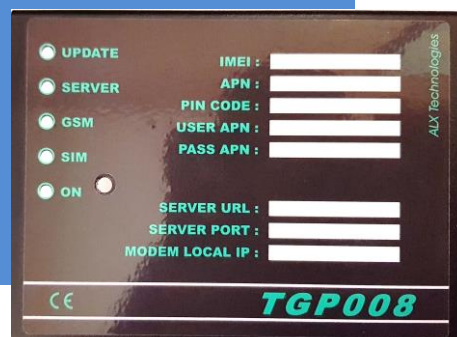 UPDATE
SERVER
GSM
SIM
ON
IMEI :
APN :
PIN CODE :
USER APN :
PASS APN :
SERVER URL :
SERVER PORT :
MODEM LOCAL IP :
ALX Technologies
CE
TGP008